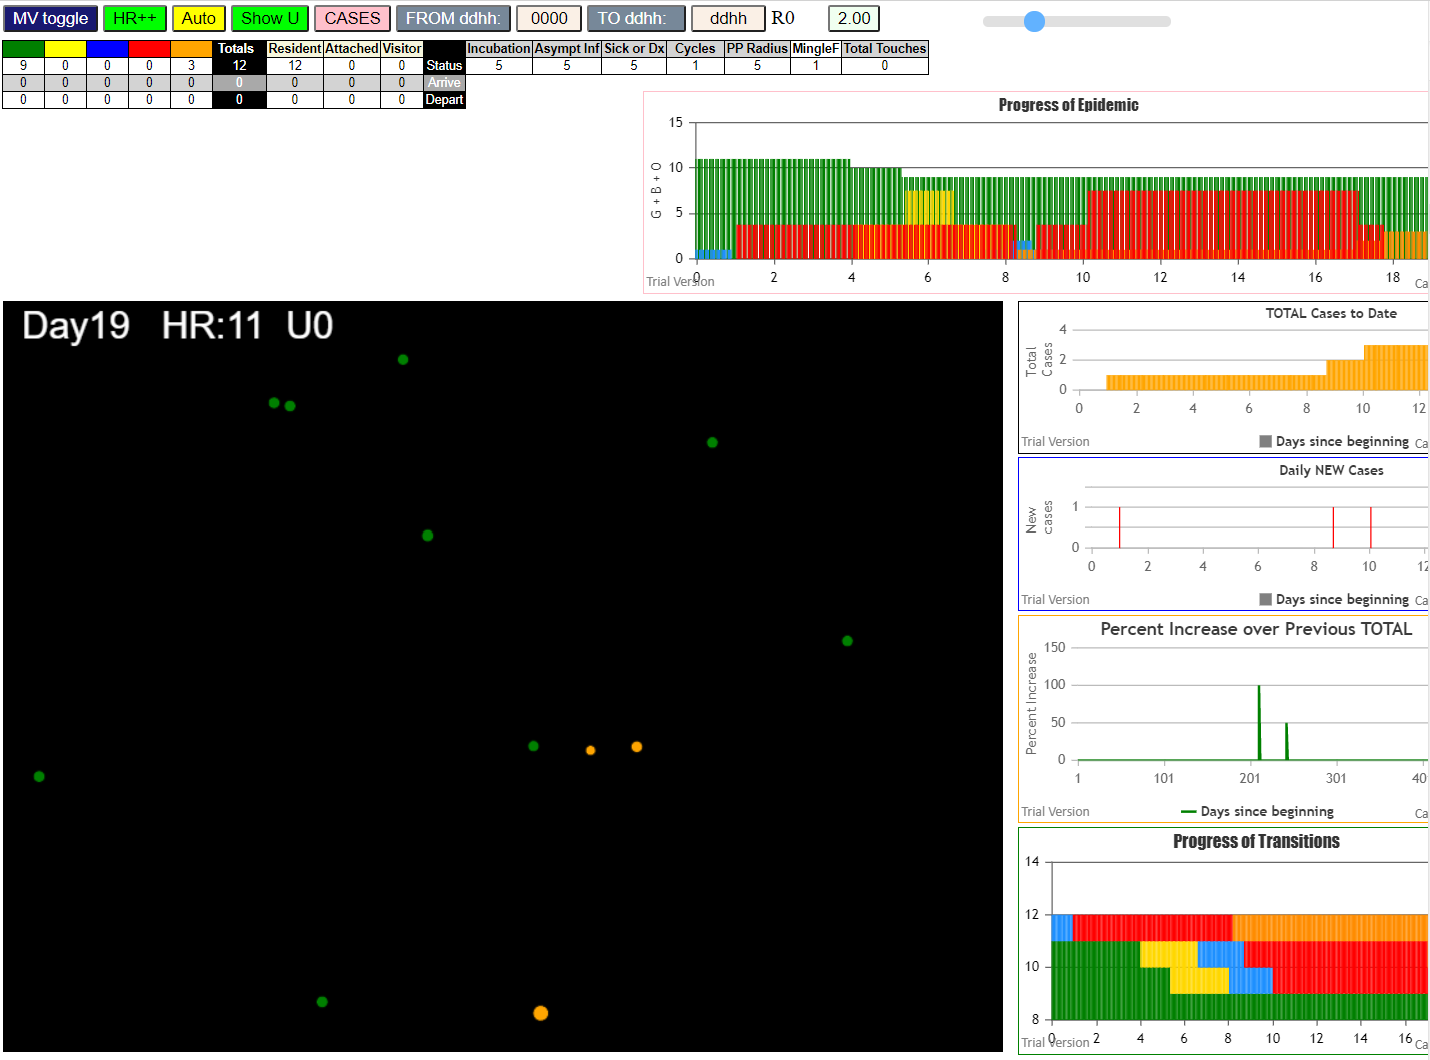 MV toggle HR++ Auto Show U CASES FROM ddhh: 0000 TO ddhh: ddhh R0 2.00
Totals Resident Attached Visitor Incubation Asympt Inf Sick or Dx Cycles PP Radius MingleF Total Touches
9 0 0 0 3 12 12 0 0 Status 5 5 5 1 5 1 0
0 0 0 0 0 0 0 0 0 Arrive
0 0 0 0 0 0 0 0 0 Depart
Progress of Epidemic
G + B + O
15
10
5
0
0 2 4 6 8 10 12 14 16 18
Trial Version Ca
Day19 HR:11 U0
TOTAL Cases to Date
Total
Cases
4
2
0
0 2 4 6 8 10 12
Days since beginning
Trial Version Ca
Daily NEW Cases
New
cases
1
0
0 2 4 6 8 10 12
Days since beginning
Trial Version Ca
Percent Increase over Previous TOTAL
Percent Increase
150
100
50
0
1 101 201 301 40
Days since beginning
Trial Version Ca
Progress of Transitions
14
12
10
8
0 2 4 6 8 10 12 14 16
Trial Version Ca